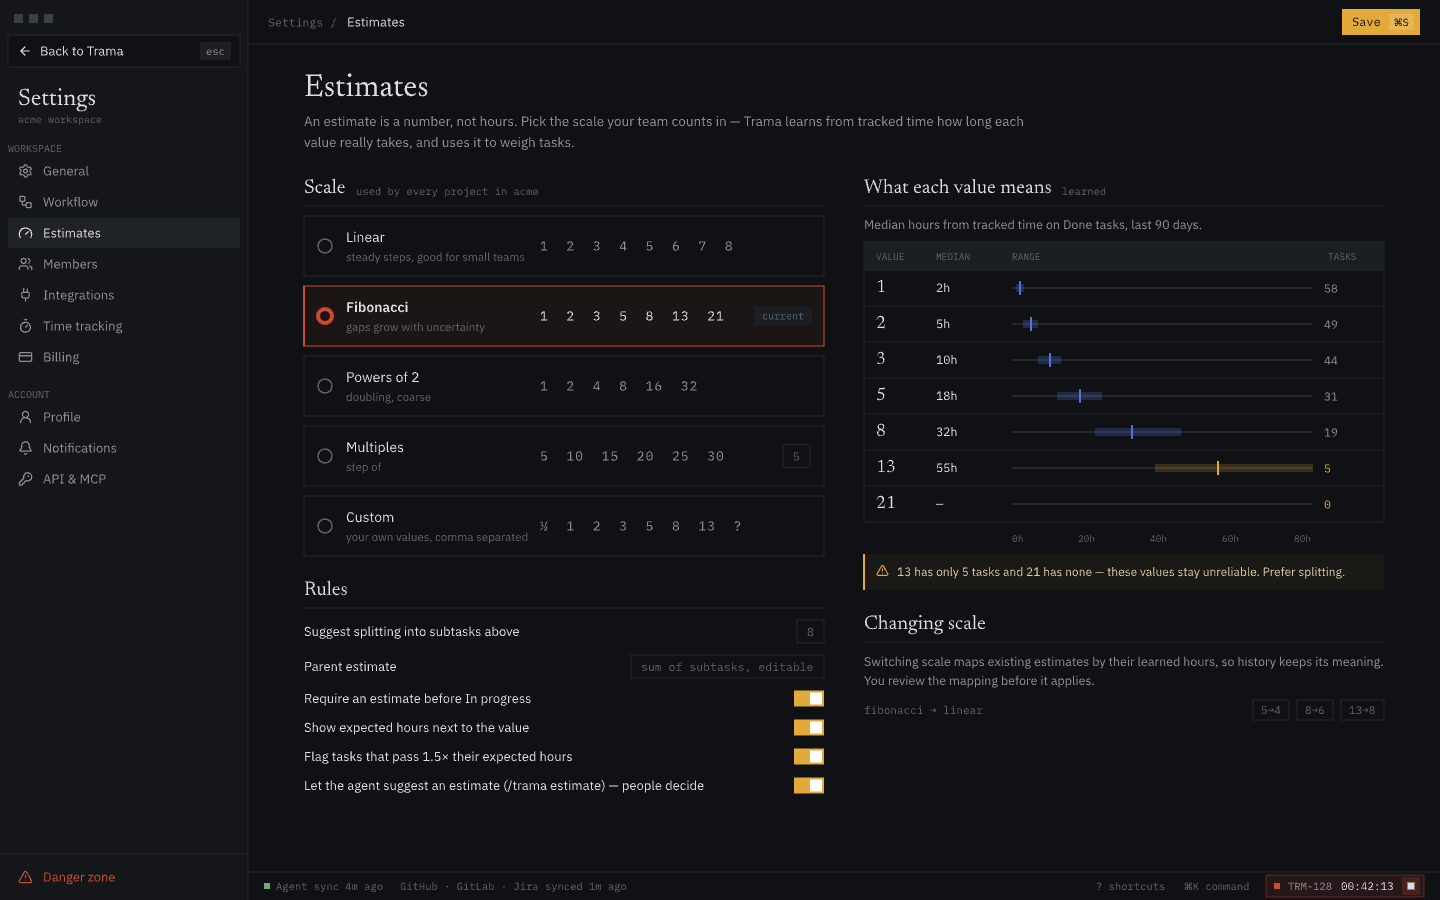 Back to Trama esc
Settings
acme workspace
WORKSPACE
General
Workflow
Estimates
Members
Integrations
Time tracking
Billing
ACCOUNT
Profile
Notifications
API & MCP
Danger zone
Settings / Estimates
Save ⌘S
Estimates
An estimate is a number, not hours. Pick the scale your team counts in — Trama learns from tracked time how long each
value really takes, and uses it to weigh tasks.
Scale used by every project in acme
Linear
steady steps, good for small teams
1 2 3 4 5 6 7 8
Fibonacci
gaps grow with uncertainty
1 2 3 5 8 13 21
current
Powers of 2
doubling, coarse
1 2 4 8 16 32
Multiples
step of
5 10 15 20 25 30
5
Custom
your own values, comma separated
½ 1 2 3 5 8 13 ?
Rules
Suggest splitting into subtasks above 8
Parent estimate sum of subtasks, editable
Require an estimate before In progress
Show expected hours next to the value
Flag tasks that pass 1.5× their expected hours
Let the agent suggest an estimate (/trama estimate) — people decide
What each value means learned
Median hours from tracked time on Done tasks, last 90 days.
VALUE MEDIAN RANGE TASKS
1 2h 58
2 5h 49
3 10h 44
5 18h 31
8 32h 19
13 55h 5
21 – 0
0h 20h 40h 60h 80h
13 has only 5 tasks and 21 has none — these values stay unreliable. Prefer splitting.
Changing scale
Switching scale maps existing estimates by their learned hours, so history keeps its meaning.
You review the mapping before it applies.
fibonacci → linear 5→4 8→6 13→8
Agent sync 4m ago GitHub · GitLab · Jira synced 1m ago
? shortcuts ⌘K command TRM-128 00:42:13